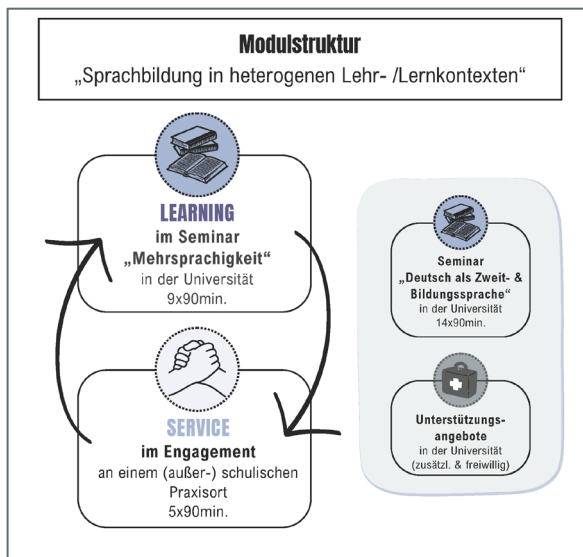 Modulstruktur
„Sprachbildung in heterogenen Lehr- /Lernkontexten“
LEARNING
im Seminar
„Mehrsprachigkeit“
in der Universität
9x90min.
SERVICE
im Engagement
an einem (außer-) schulischen
Praxisort
5x90min.
Seminar
„Deutsch als Zweit- &
Bildungssprache“
in der Universität
14x90min.
Unterstützungs-
angebote
in der Universität
(zusätzl. & freiwillig)